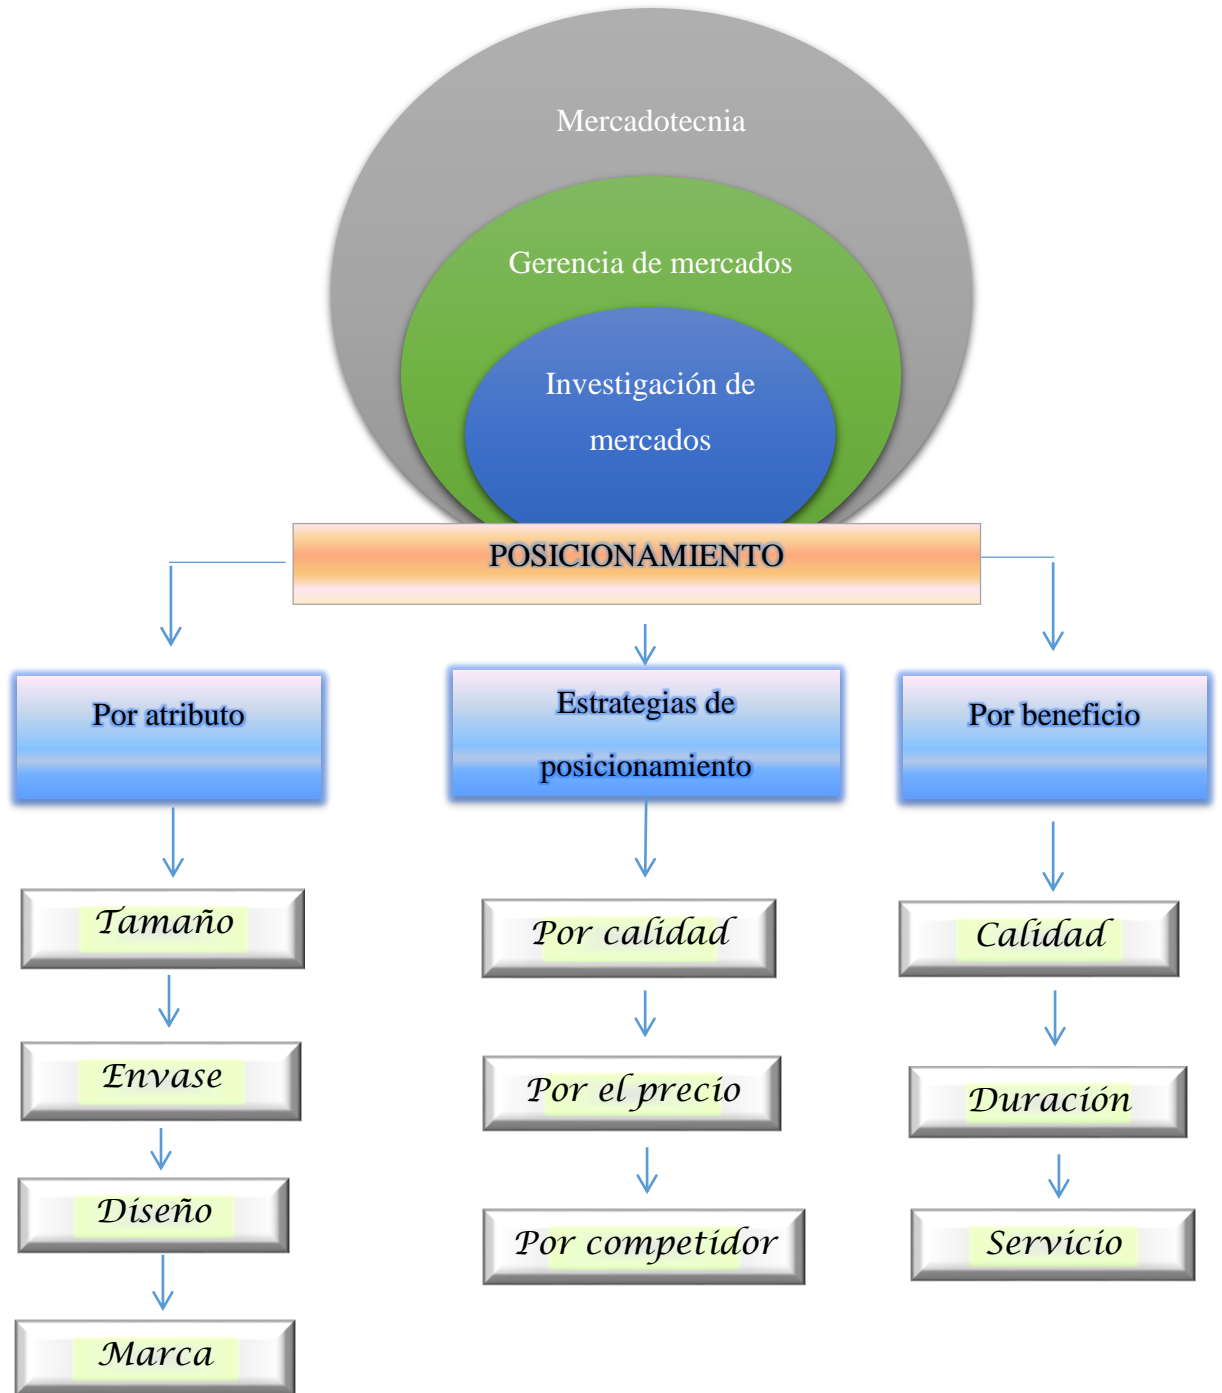 Mercadotecnia
Gerencia de mercados
Investigación de
mercados
POSICIONAMIENTO
Por atributo
Tamaño
Envase
Diseño
Marca
Estrategias de
posicionamiento
Por calidad
Por el precio
Por competidor
Por beneficio
Calidad
Duración
Servicio